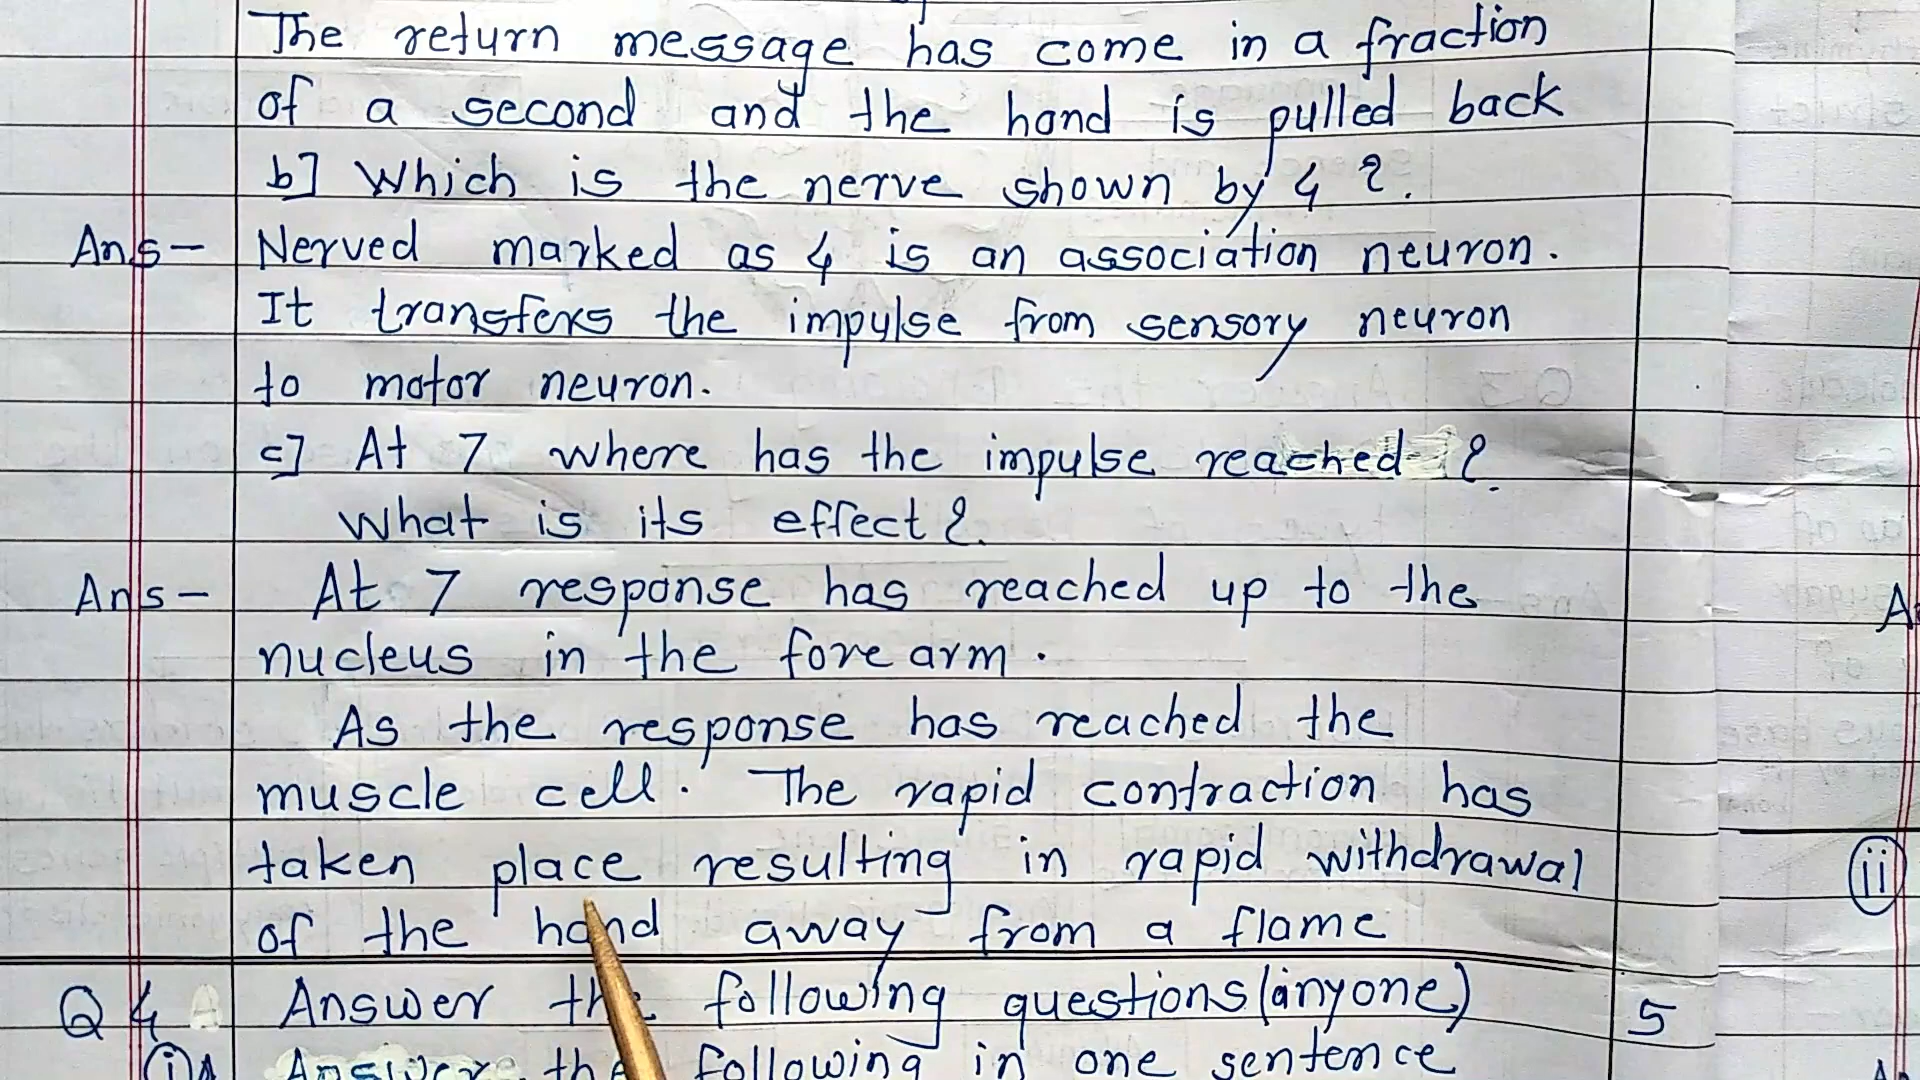 The return message has come in a fraction
of a second and the hand is pulled back
b] Which is the nerve shown by 4 ?.
Ans- Nerved marked as 4 is an association neuron.
It transfers the impulse from sensory neuron
to motor neuron.
c] At 7 where has the impulse reached ?
What is its effect ?
Ans- At 7 response has reached up to the
nucleus in the fore arm.
As the response has reached the
muscle cell. The rapid contraction has
taken place resulting in rapid withdrawal
of the hand away from a flame
Q4 Answer the following questions (anyone) 5
(i)A Answer the following in one sentence
(ii)